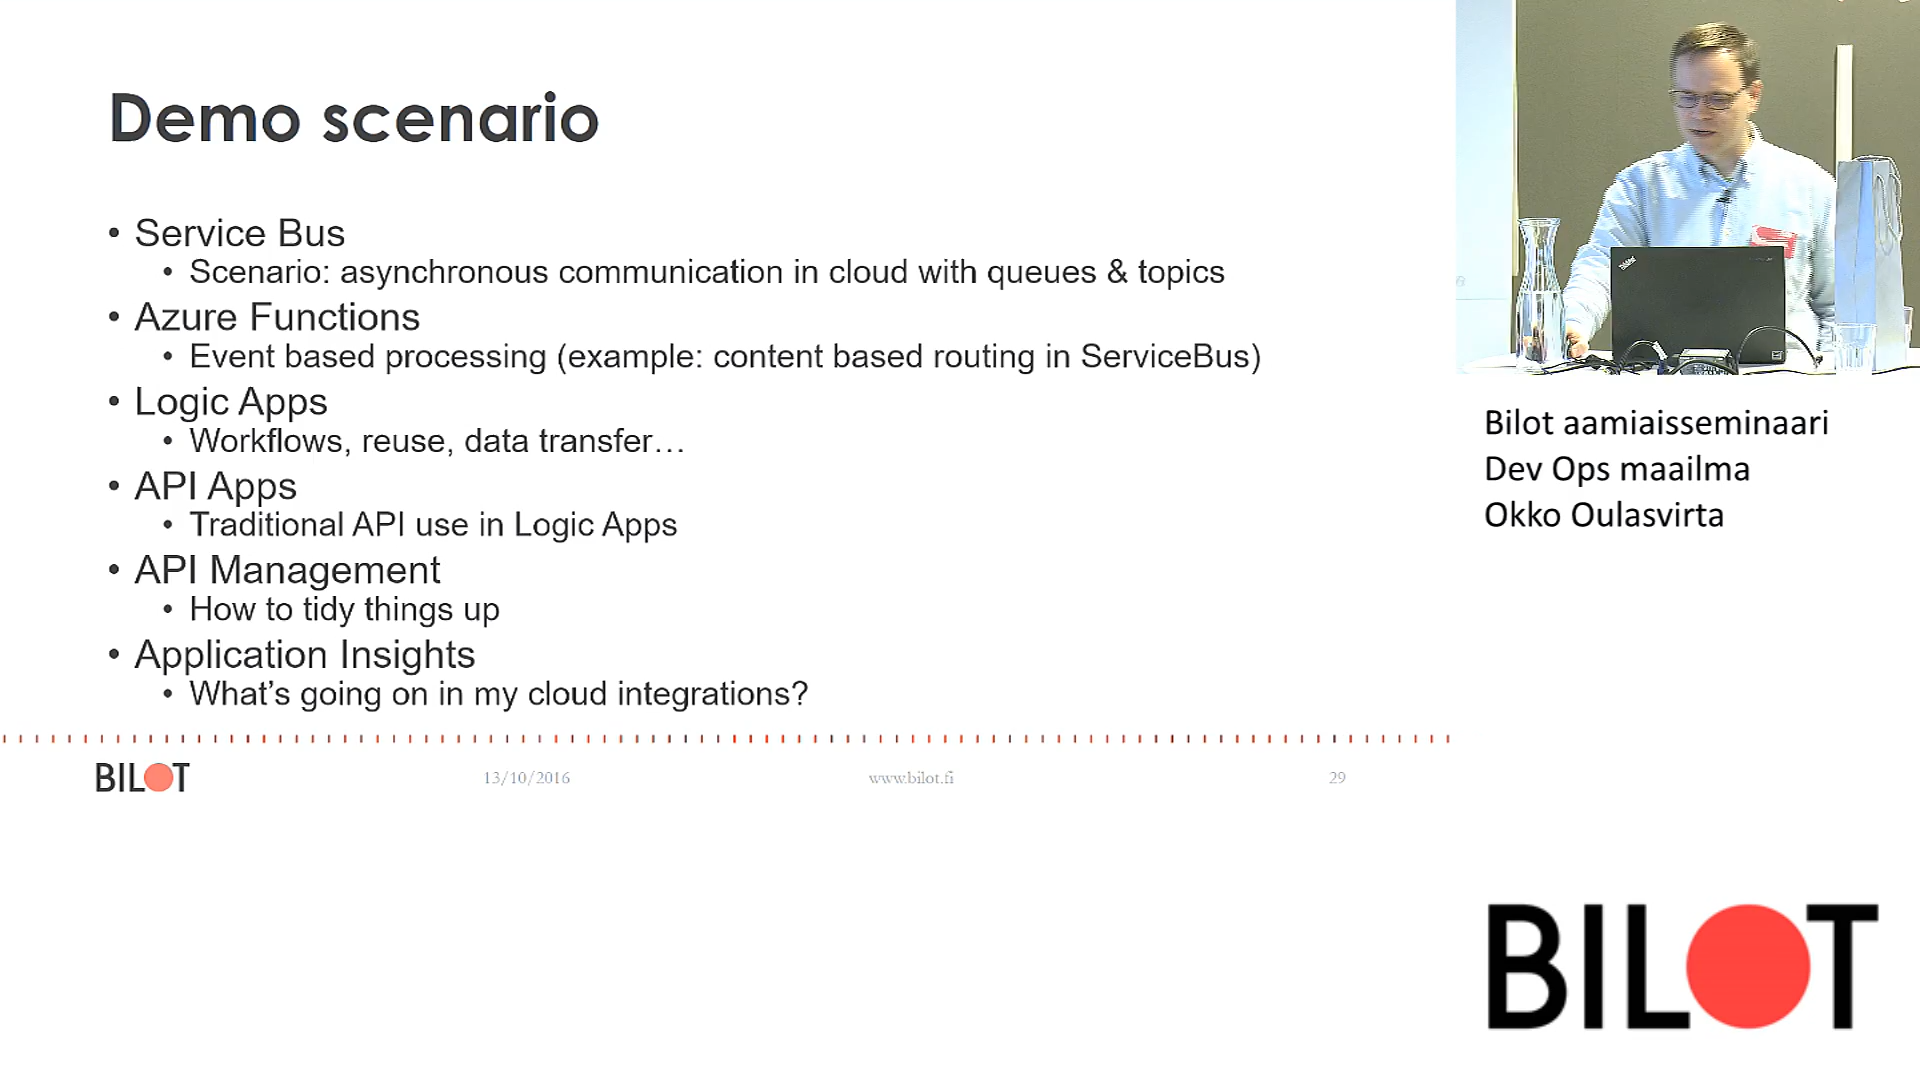 Demo scenario
• Service Bus
• Scenario: asynchronous communication in cloud with queues & topics
• Azure Functions
• Event based processing (example: content based routing in ServiceBus)
• Logic Apps
• Workflows, reuse, data transfer…
• API Apps
• Traditional API use in Logic Apps
• API Management
• How to tidy things up
• Application Insights
• What’s going on in my cloud integrations?
BILOT
13/10/2016
www.bilot.fi
29
Bilot aamiaisseminaari
Dev Ops maailma
Okko Oulasvirta
BILOT